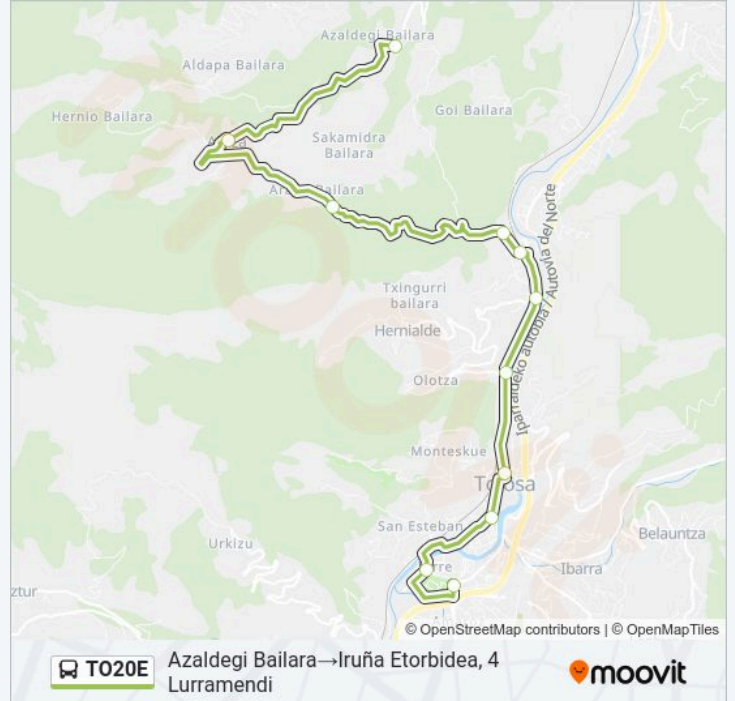 Azaldegi Bailara
Aldapa Bailara
Hernio Bailara
Goi Bailara
Sakamidra
Bailara
Bailara
Iparraldeko autobia / Autovía del Norte
Txingurri
bailara
Hernialde
Olotza
Monteskue
Tolosa
San Esteban
Urkizu
Belauntza
Ibarra
© OpenStreetMap contributors | © OpenMapTiles
TO20E
Azaldegi Bailara→Iruña Etorbidea, 4
Lurramendi
moovit